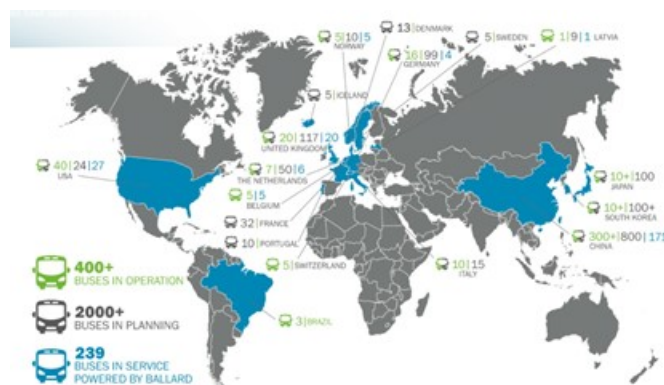 13|DENMARK
5|10|5
NORWAY
5|SWEDEN
1|9|1 LATVIA
16|99|4
GERMANY
5|ICELAND
20|117|20
UNITED KINGDOM
40|24|27
USA
7|50|6
THE NETHERLANDS
10+|100
JAPAN
5|5
BELGIUM
10+|100+
SOUTH KOREA
32|FRANCE
300+|800|171
CHINA
10|PORTUGAL
5|SWITZERLAND
10|15
ITALY
400+
BUSES IN OPERATION
2000+
BUSES IN PLANNING
3|BRAZIL
239
BUSES IN SERVICE
POWERED BY BALLARD